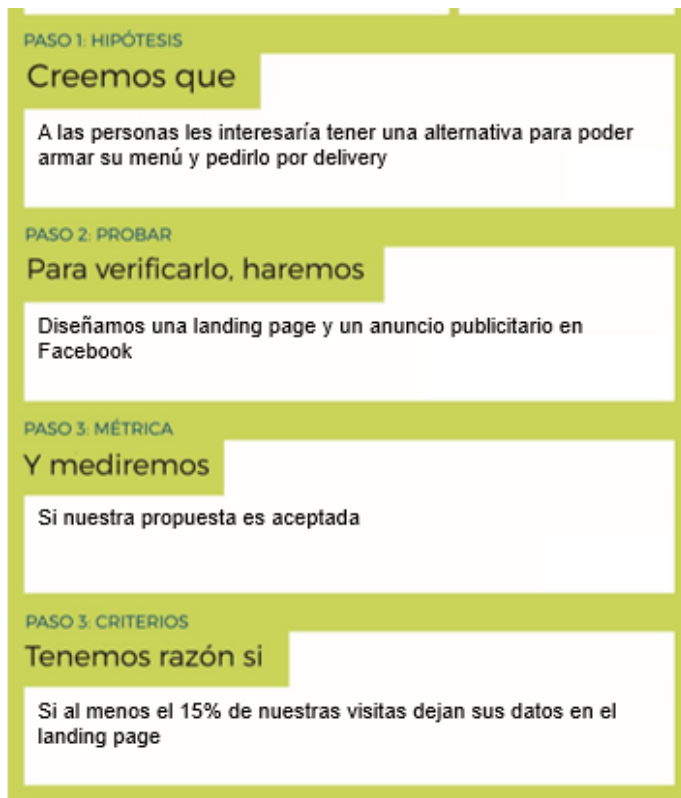 PASO 1: HIPÓTESIS
Creemos que
A las personas les interesaría tener una alternativa para poder
armar su menú y pedirlo por delivery
PASO 2: PROBAR
Para verificarlo, haremos
Diseñamos una landing page y un anuncio publicitario en
Facebook
PASO 3: MÉTRICA
Y mediremos
Si nuestra propuesta es aceptada
PASO 3: CRITERIOS
Tenemos razón si
Si al menos el 15% de nuestras visitas dejan sus datos en el
landing page